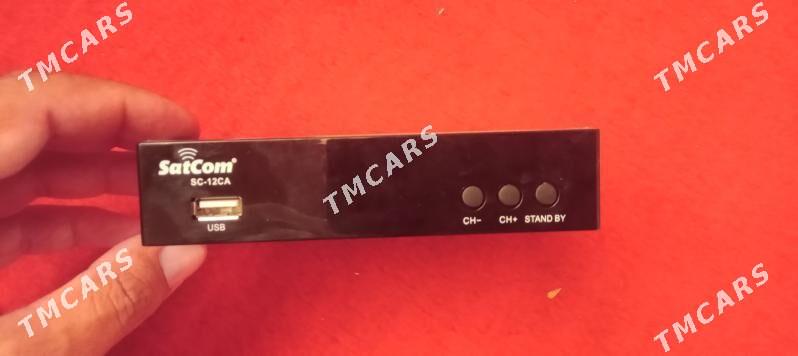 TMCARS
TMCARS
SatCom®
SC-12CA
TMCARS
USB
CH-
CH+
STAND BY
TMCARS
TMCARS